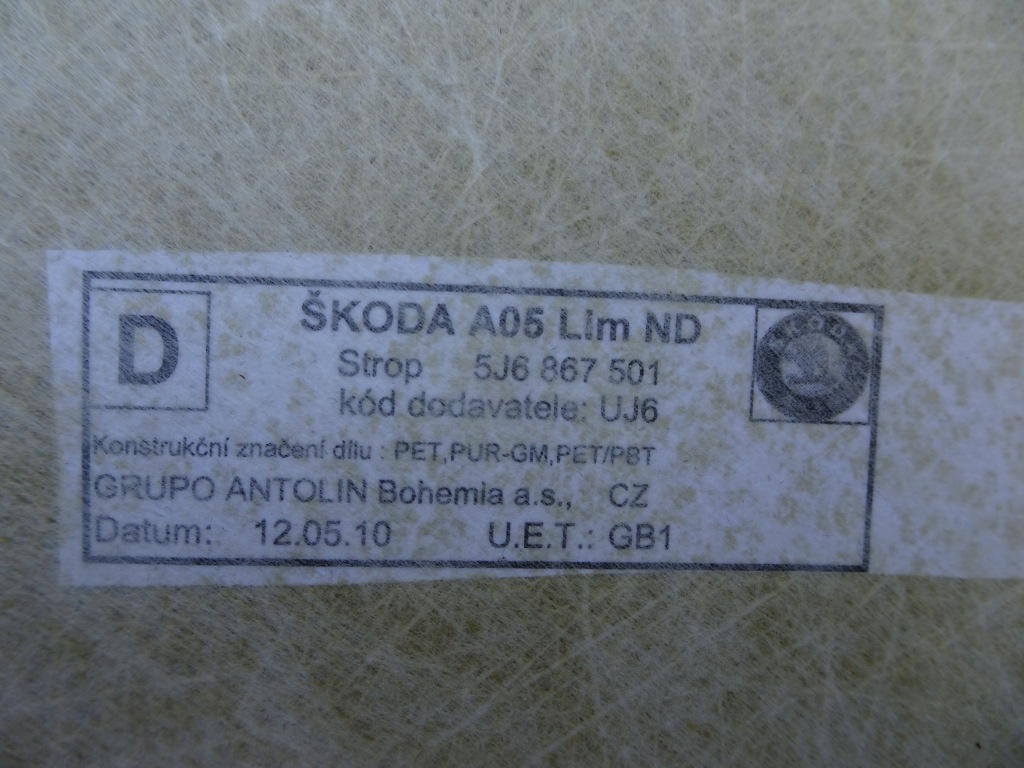 D
ŠKODA A05 Lim ND
Strop 5J6 867 501
kód dodavatele: UJ6
Konstrukční značení dílu : PET,PUR-GM,PET/PBT
GRUPO ANTOLIN Bohemia a.s., CZ
Datum: 12.05.10 U.E.T.: GB1
SKODA